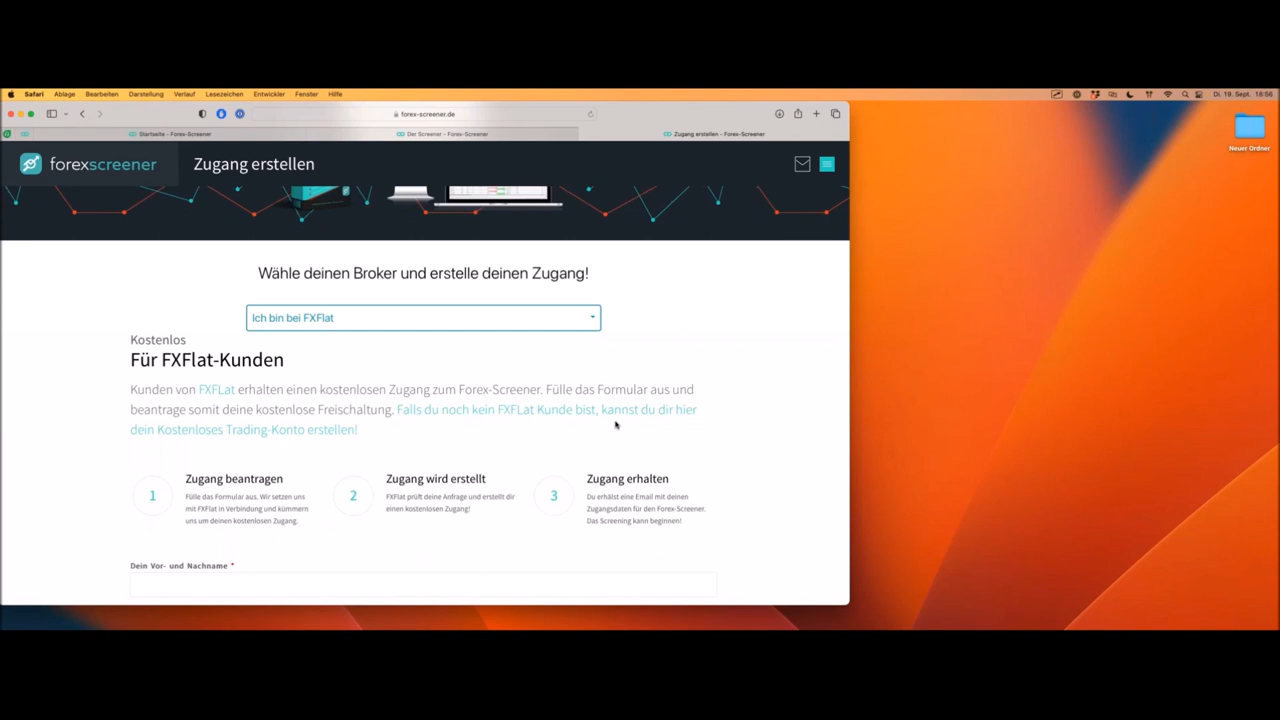 Safari Ablage Bearbeiten Darstellung Verlauf Lesezeichen Entwickler Fenster Hilfe
Di. 19. Sept. 18:56
forex-screener.de
Startseite - Forex-Screener
Der Screener - Forex-Screener
Zugang erstellen - Forex-Screener
Neuer Ordner
forexscreener
Zugang erstellen
Wähle deinen Broker und erstelle deinen Zugang!
Ich bin bei FXFlat
Kostenlos
Für FXFlat-Kunden
Kunden von FXFLat erhalten einen kostenlosen Zugang zum Forex-Screener. Fülle das Formular aus und
beantrage somit deine kostenlose Freischaltung. Falls du noch kein FXFLat Kunde bist, kannst du dir hier
dein Kostenloses Trading-Konto erstellen!
1
Zugang beantragen
Fülle das Formular aus. Wir setzen uns
mit FXFlat in Verbindung und kümmern
uns um deinen kostenlosen Zugang.
2
Zugang wird erstellt
FXFlat prüft deine Anfrage und erstellt dir
einen kostenlosen Zugang!
3
Zugang erhalten
Du erhälst eine Email mit deinen
Zugangsdaten für den Forex-Screener.
Das Screening kann beginnen!
Dein Vor- und Nachname *